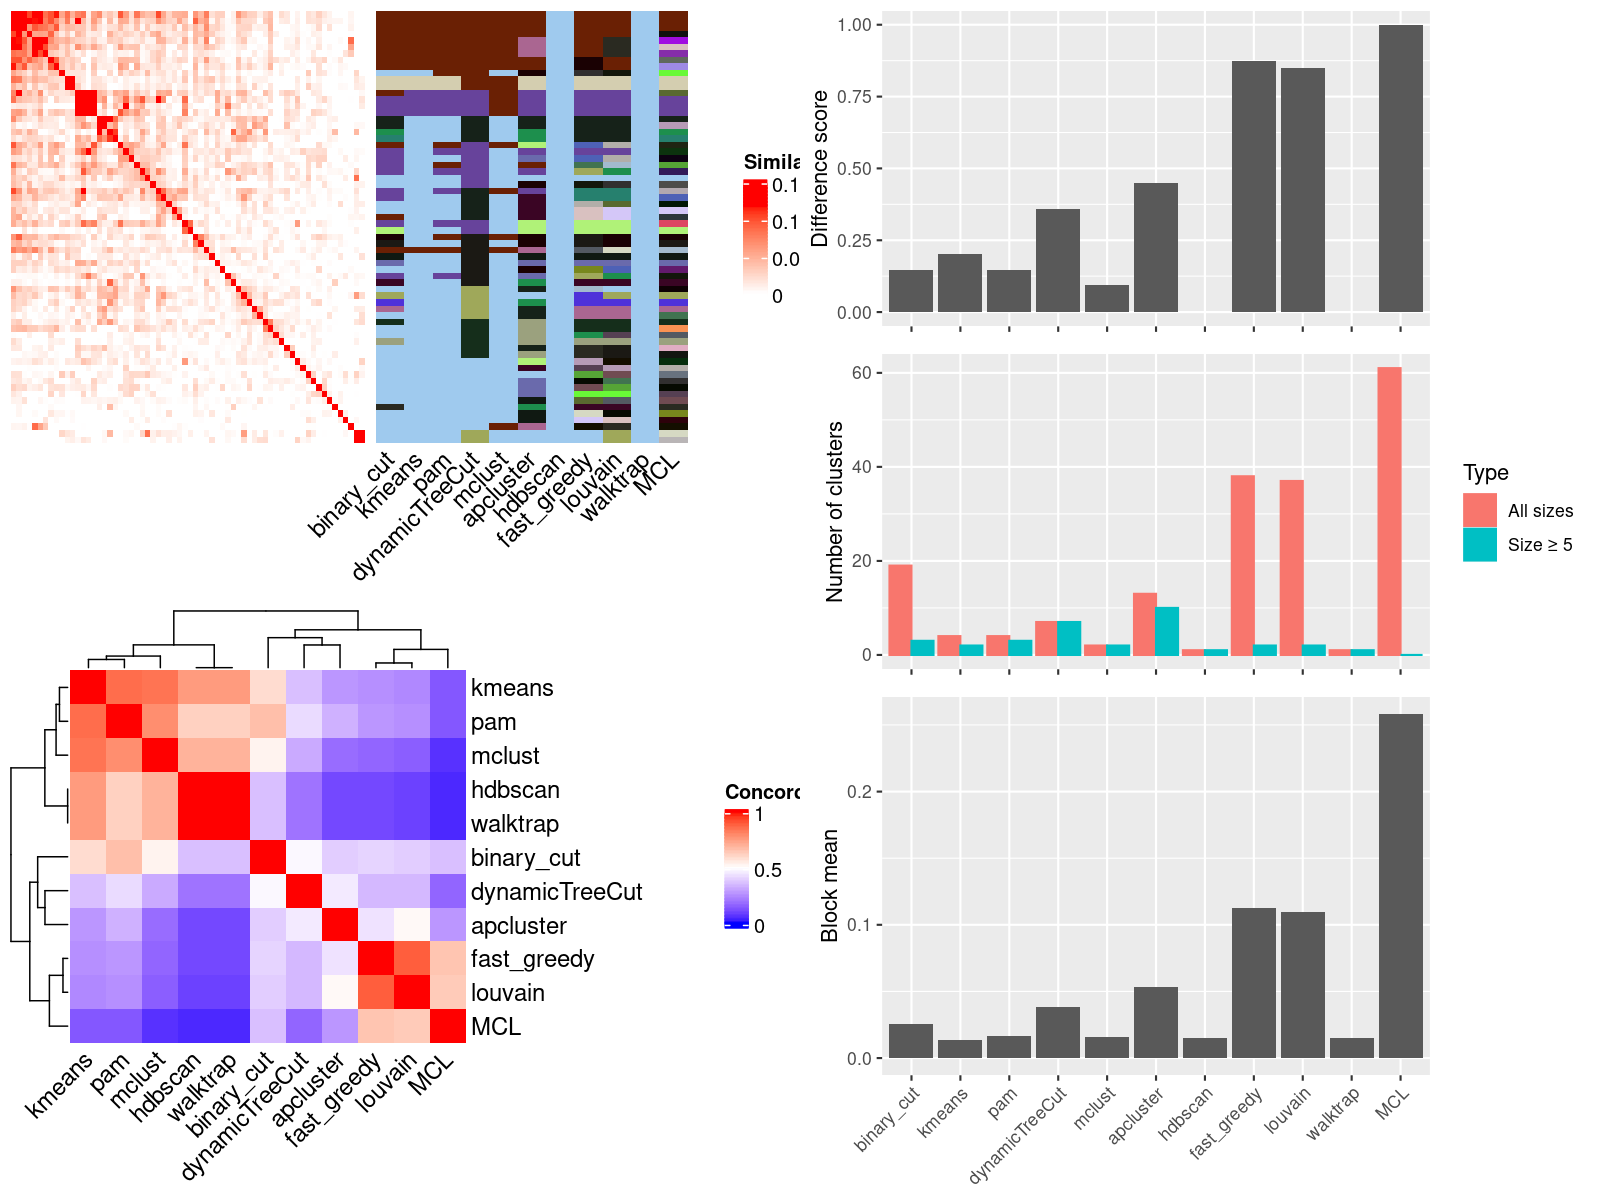 Simila
0.1
0.1
0.0
0
binary_cut
kmeans
pam
dynamicTreeCut
mclust
apcluster
hdbscan
fast_greedy
louvain
walktrap
MCL
kmeans
pam
mclust
hdbscan
walktrap
binary_cut
dynamicTreeCut
apcluster
fast_greedy
louvain
MCL
Concord
1
0.5
0
kmeans
pam
mclust
hdbscan
walktrap
binary_cut
dynamicTreeCut
apcluster
fast_greedy
louvain
MCL
Difference score
1.00
0.75
0.50
0.25
0.00
Number of clusters
60
40
20
0
Type
All sizes
Size ≥ 5
Block mean
0.2
0.1
0.0
binary_cut
kmeans
pam
dynamicTreeCut
mclust
apcluster
hdbscan
fast_greedy
louvain
walktrap
MCL